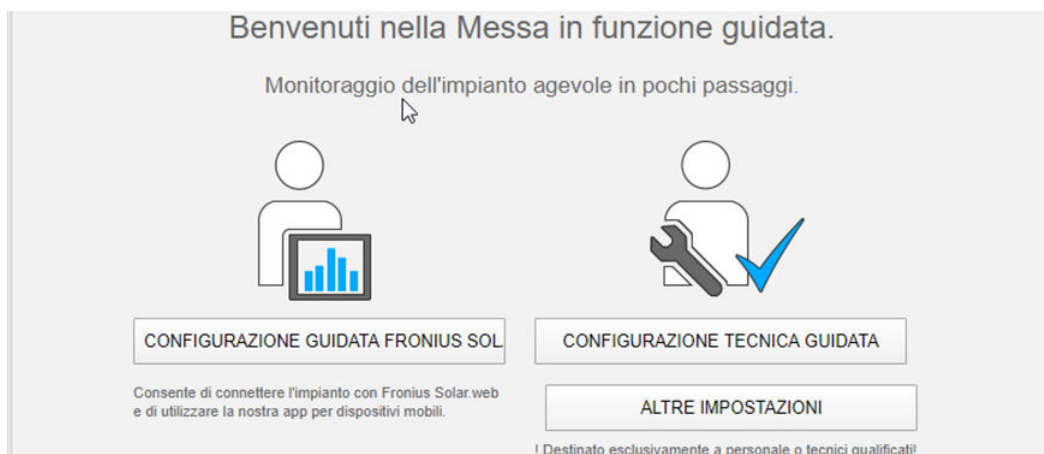 Benvenuti nella Messa in funzione guidata.
Monitoraggio dell'impianto agevole in pochi passaggi.
CONFIGURAZIONE GUIDATA FRONIUS SOL
CONFIGURAZIONE TECNICA GUIDATA
Consente di connettere l'impianto con Fronius Solar.web
e di utilizzare la nostra app per dispositivi mobili.
ALTRE IMPOSTAZIONI
! Destinato esclusivamente a personale o tecnici qualificati!